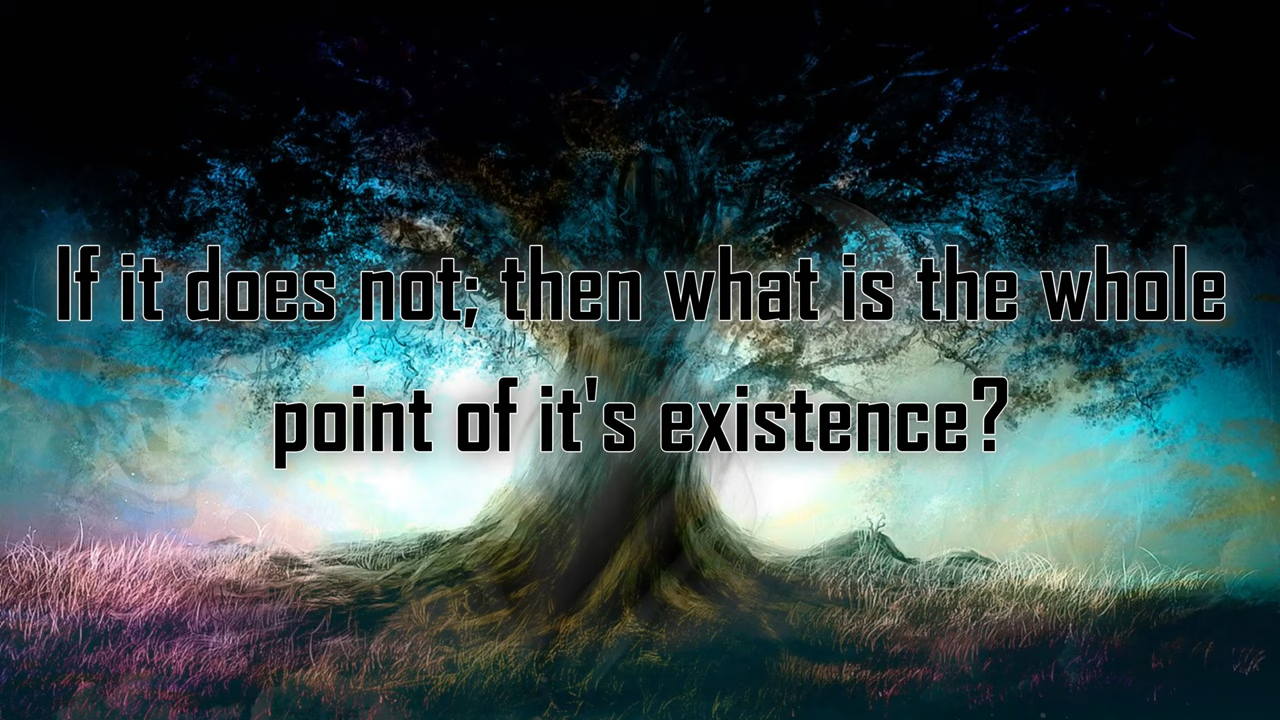 If it does not; then what is the whole
point of it's existence?